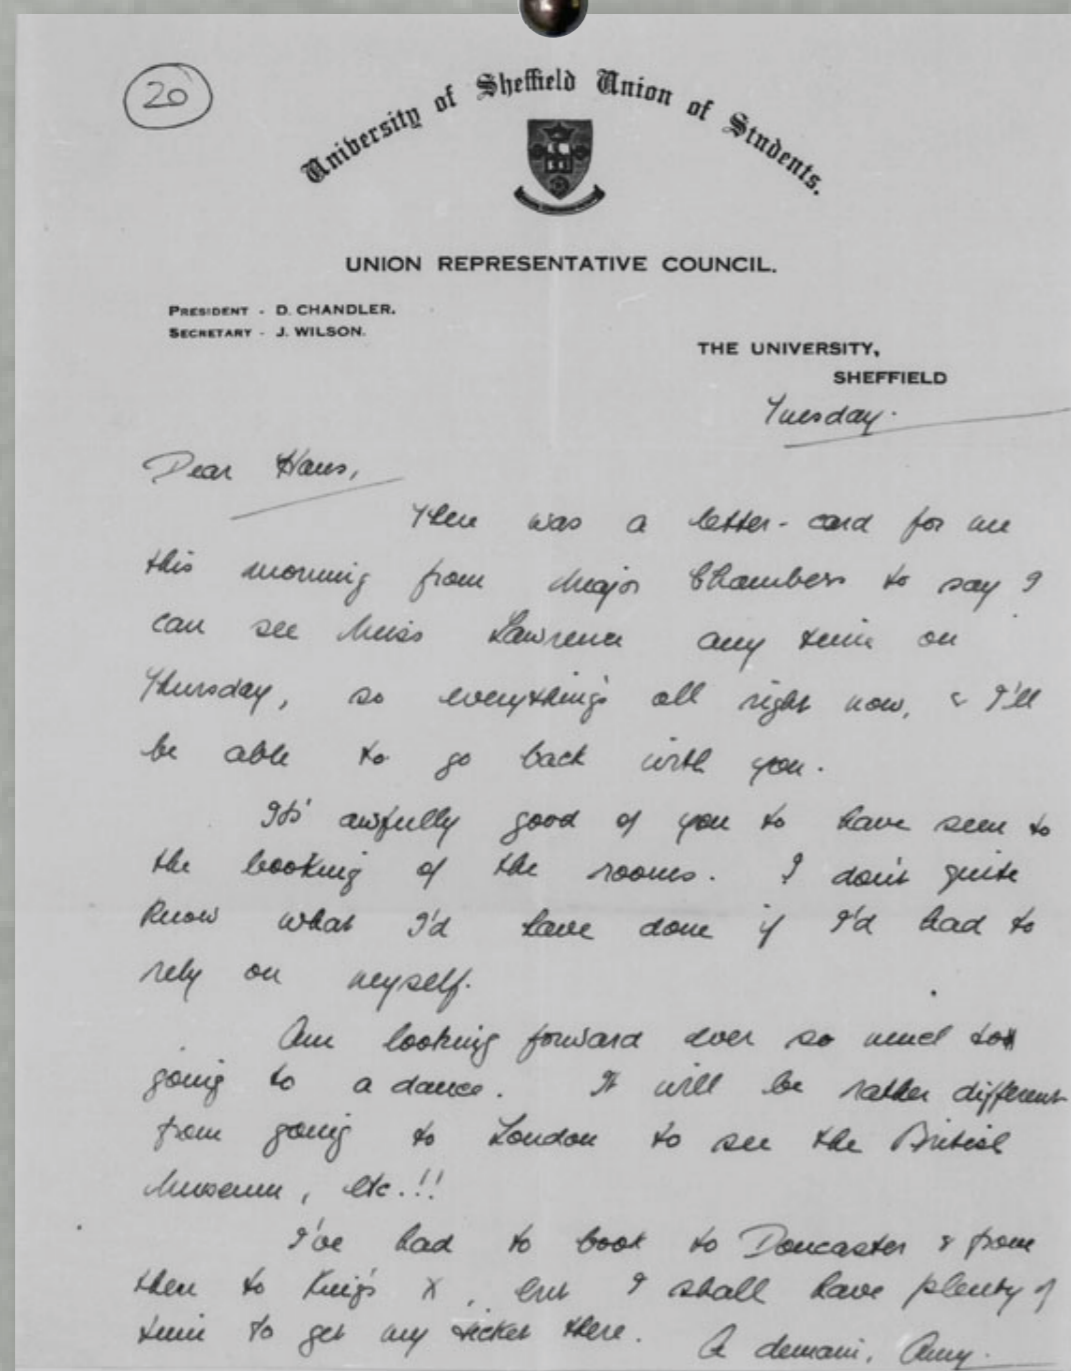 20
University of Sheffield Union of Students.
UNION REPRESENTATIVE COUNCIL.
PRESIDENT - D. CHANDLER.
SECRETARY - J. WILSON.
THE UNIVERSITY,
SHEFFIELD
Tuesday.
Dear Hans,
There was a letter-card for me
this morning from Major Chambers to say I
can see Miss Lawrence any time on
Thursday, so everything's all right now, & I'll
be able to go back with you.
Its' awfully good of you to have seen to
the booking of the rooms. I don't quite
know what I'd have done if I'd had to
rely on myself.
Am looking forward ever so much to
going to a dance. It will be rather different
from going to London to see the British
Museum, etc.!!
I've had to book to Doncaster & from
then to King's X, but I shall have plenty of
time to get my ticket there. A demain, Amy.